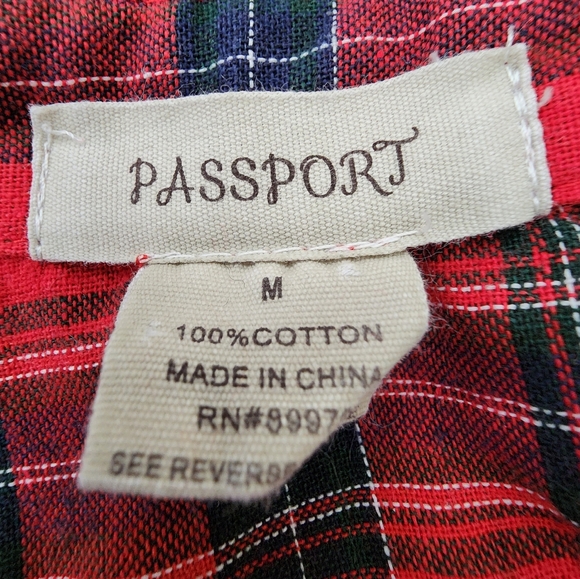 PASSPORT
M
100%COTTON
MADE IN CHINA
SEE